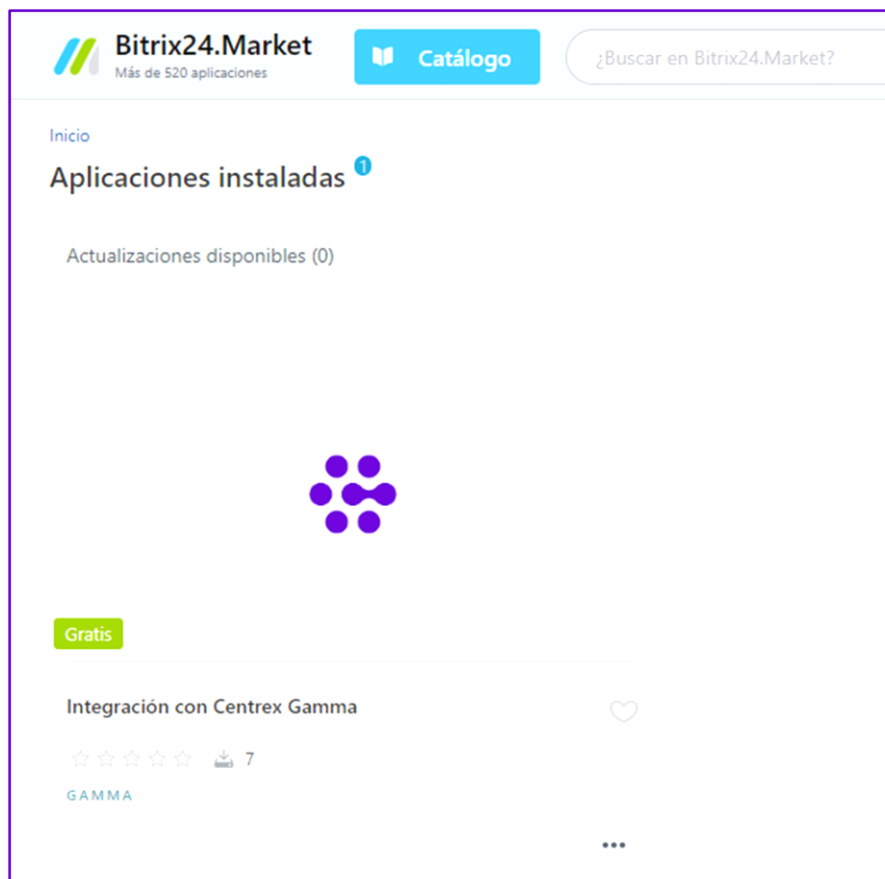 Bitrix24.Market
Más de 520 aplicaciones
Catálogo
¿Buscar en Bitrix24.Market?
Inicio
Aplicaciones instaladas 1
Actualizaciones disponibles (0)
Gratis
Integración con Centrex Gamma
7
GAMMA